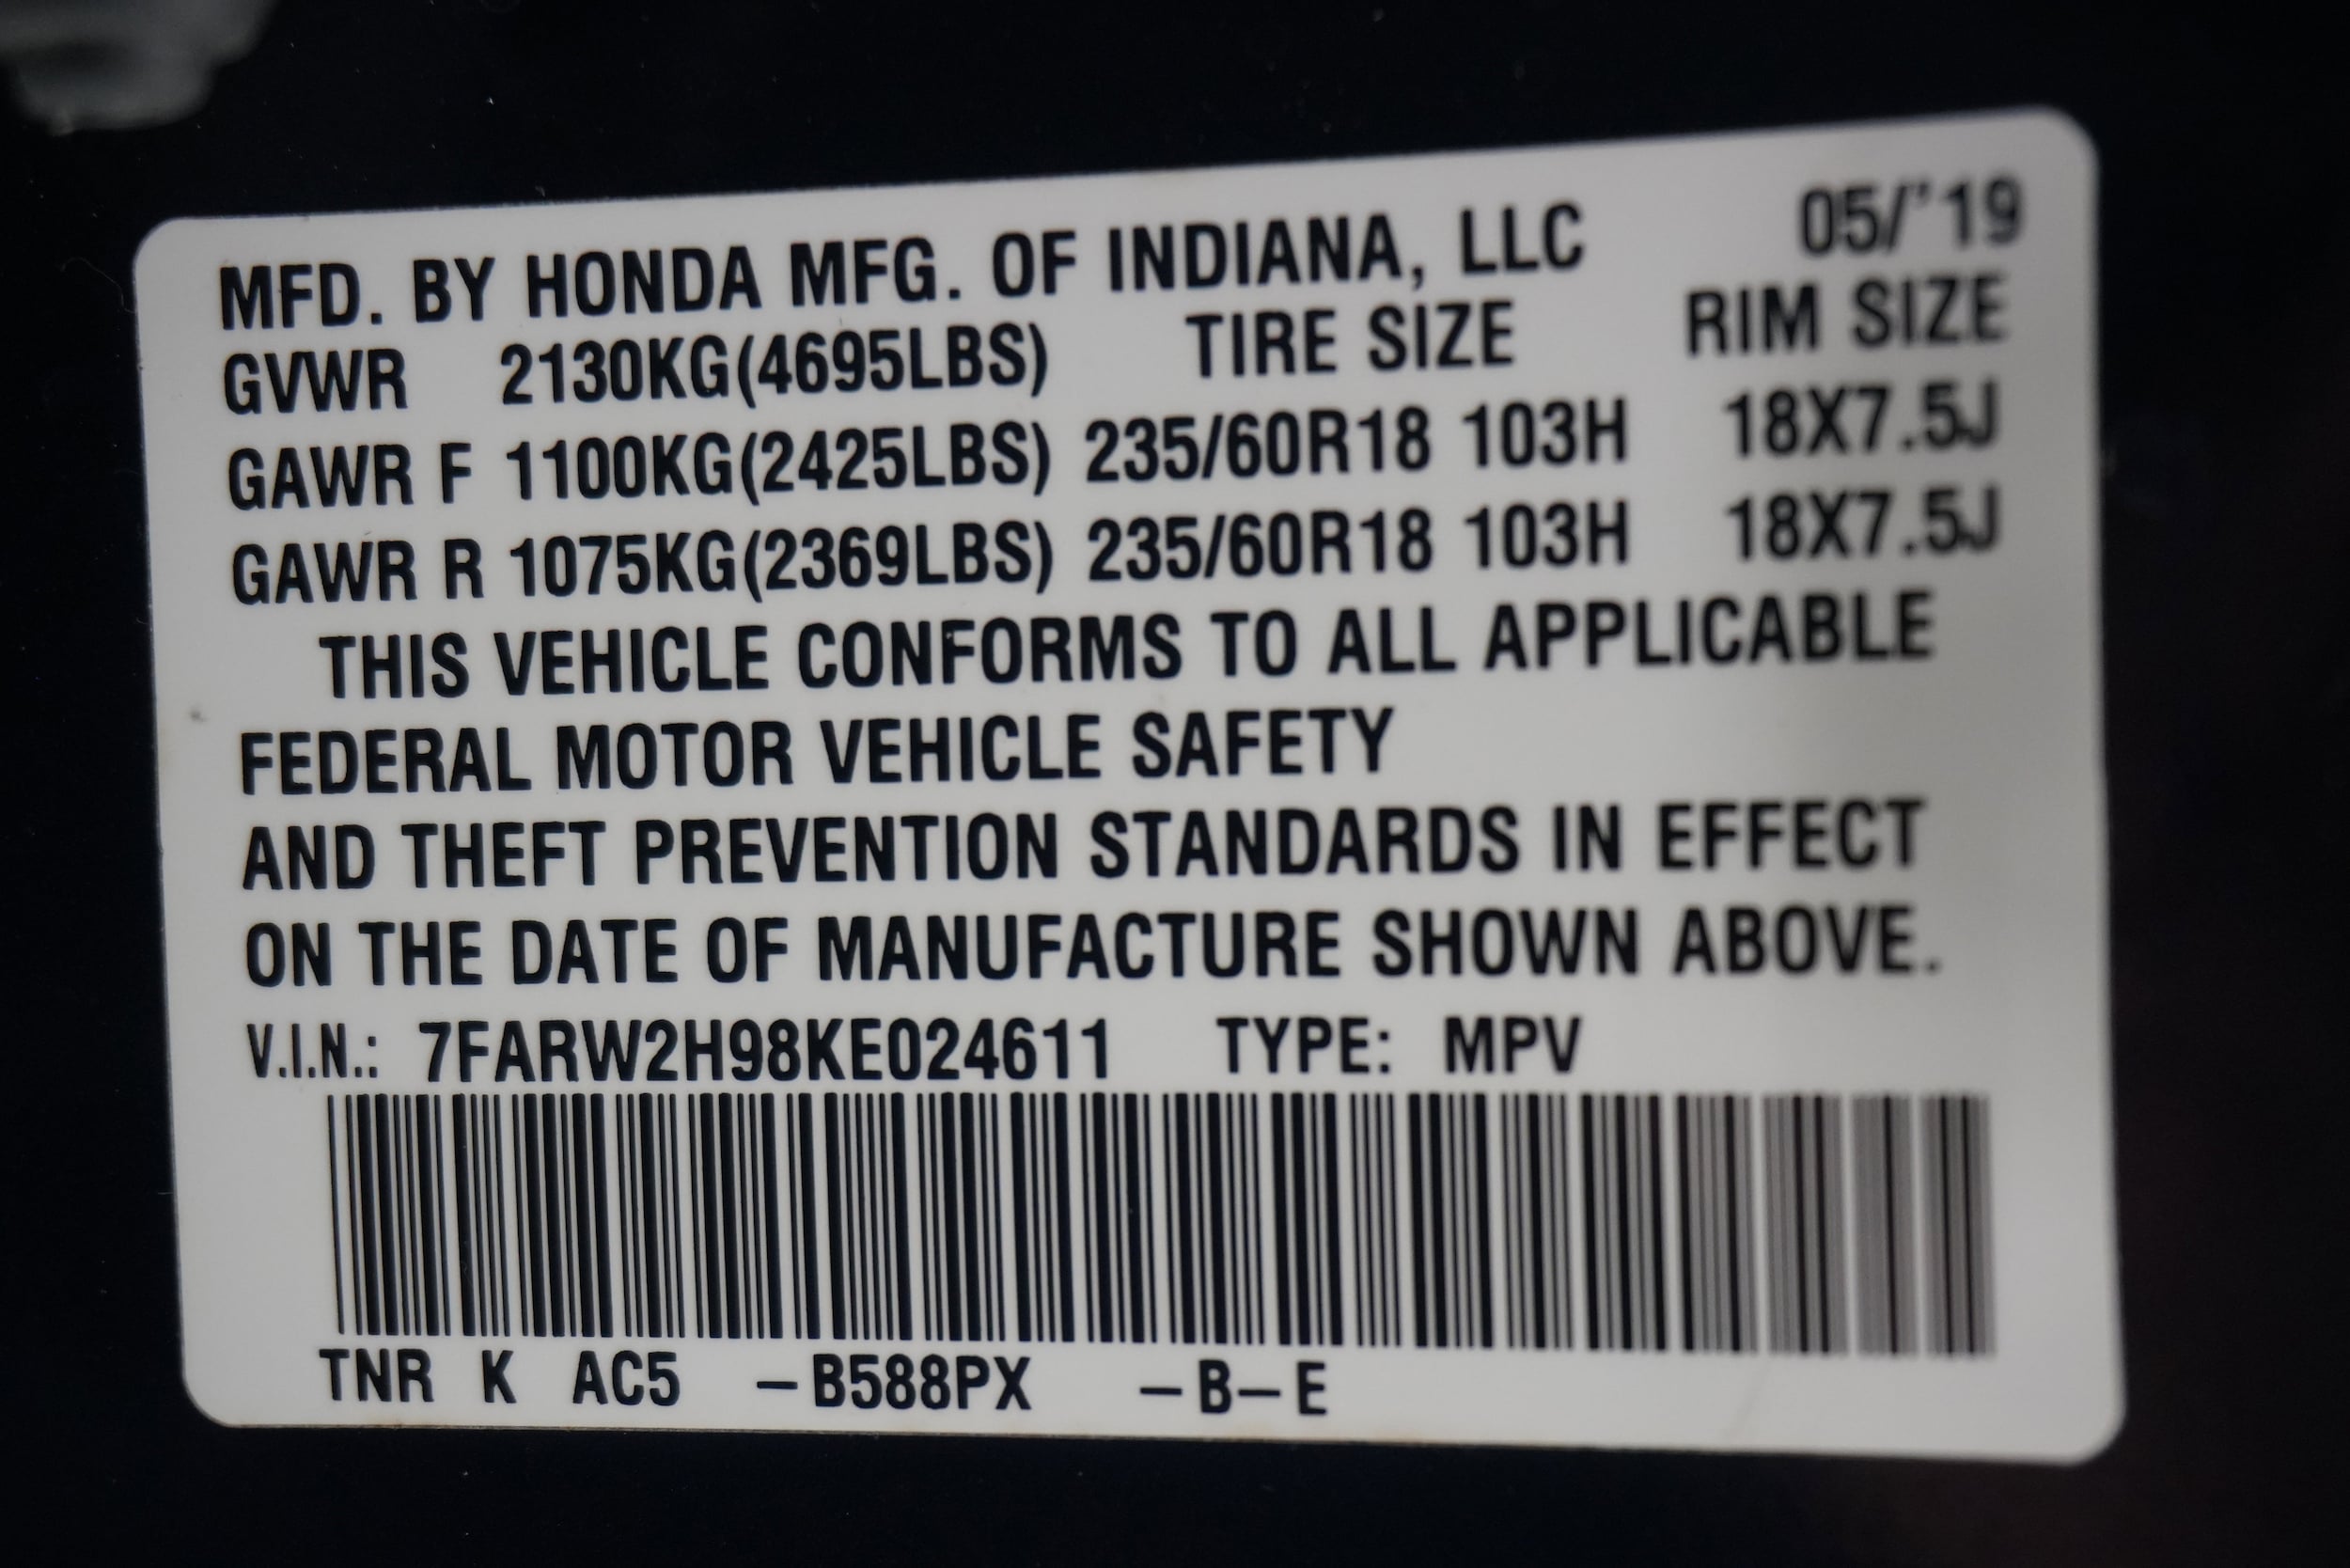 MFD. BY HONDA MFG. OF INDIANA, LLC 05/'19
GVWR 2130KG(4695LBS) TIRE SIZE RIM SIZE
GAWR F 1100KG(2425LBS) 235/60R18 103H 18X7.5J
GAWR R 1075KG(2369LBS) 235/60R18 103H 18X7.5J
THIS VEHICLE CONFORMS TO ALL APPLICABLE
FEDERAL MOTOR VEHICLE SAFETY
AND THEFT PREVENTION STANDARDS IN EFFECT
ON THE DATE OF MANUFACTURE SHOWN ABOVE.
V.I.N.: 7FARW2H98KE024611 TYPE: MPV
TNR K AC5 –B588PX –B–E